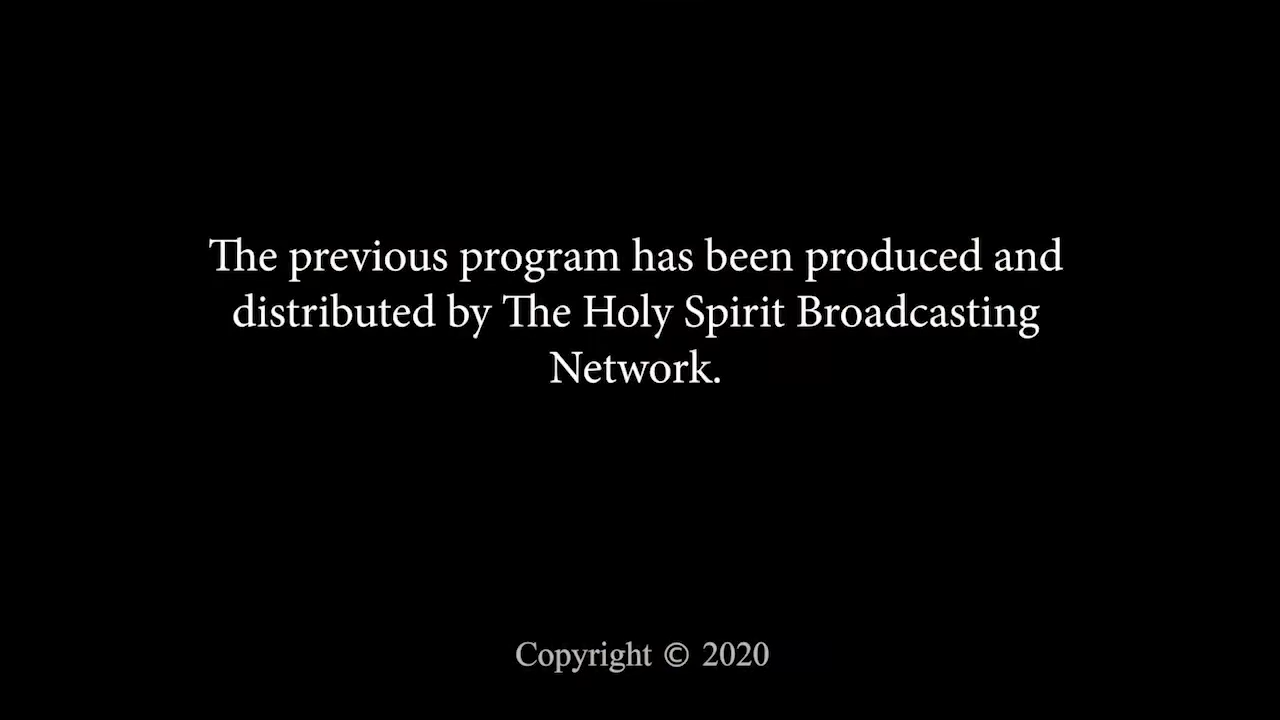 The previous program has been produced and
distributed by The Holy Spirit Broadcasting
Network.
Copyright © 2020